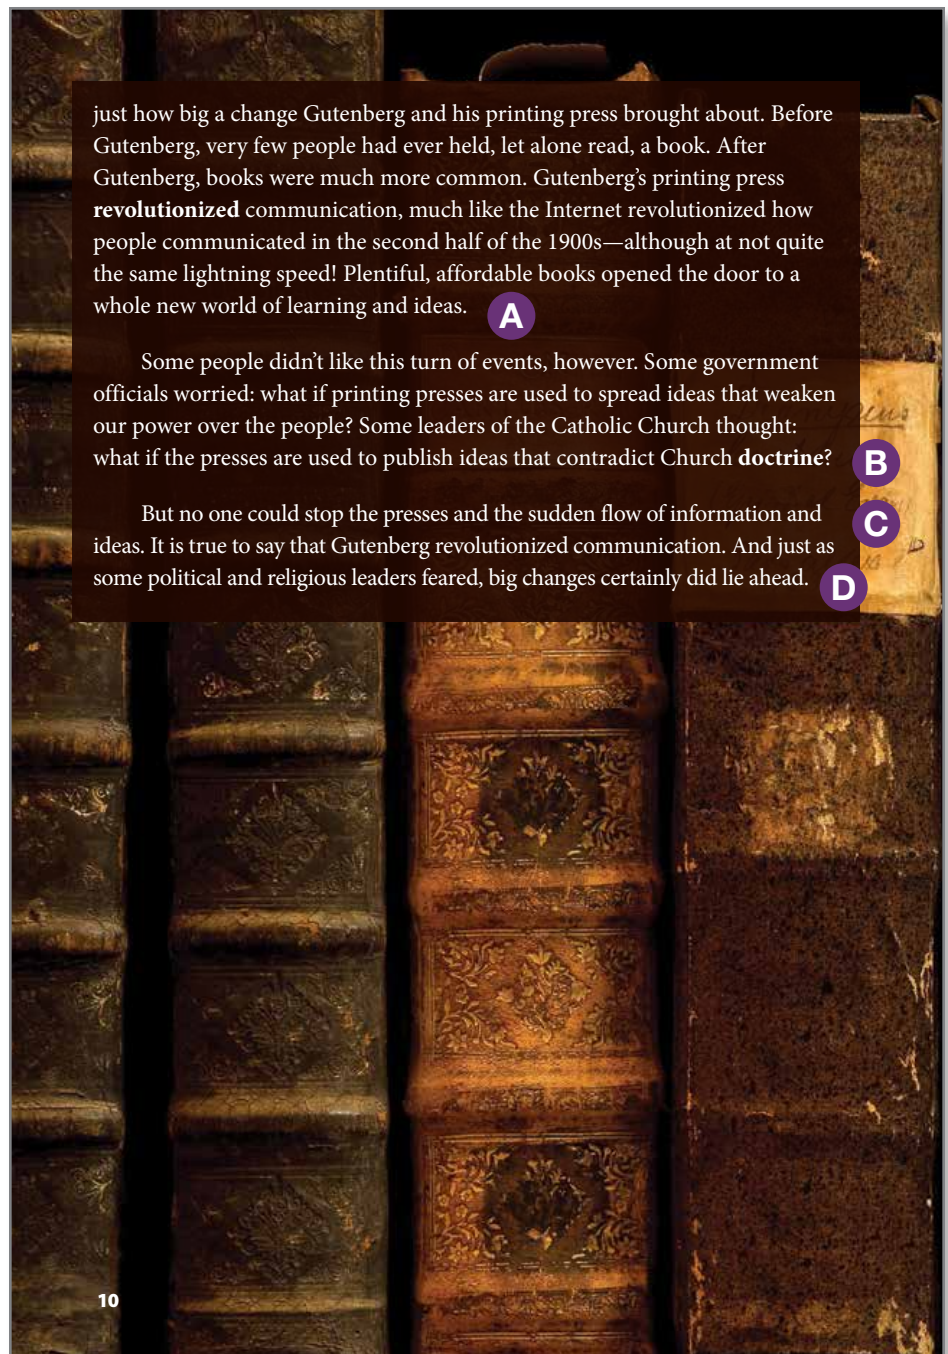 just how big a change Gutenberg and his printing press brought about. Before
Gutenberg, very few people had ever held, let alone read, a book. After
Gutenberg, books were much more common. Gutenberg’s printing press
revolutionized communication, much like the Internet revolutionized how
people communicated in the second half of the 1900s—although at not quite
the same lightning speed! Plentiful, affordable books opened the door to a
whole new world of learning and ideas. A
Some people didn’t like this turn of events, however. Some government
officials worried: what if printing presses are used to spread ideas that weaken
our power over the people? Some leaders of the Catholic Church thought:
what if the presses are used to publish ideas that contradict Church doctrine? B
But no one could stop the presses and the sudden flow of information and C
ideas. It is true to say that Gutenberg revolutionized communication. And just as
some political and religious leaders feared, big changes certainly did lie ahead. D
10